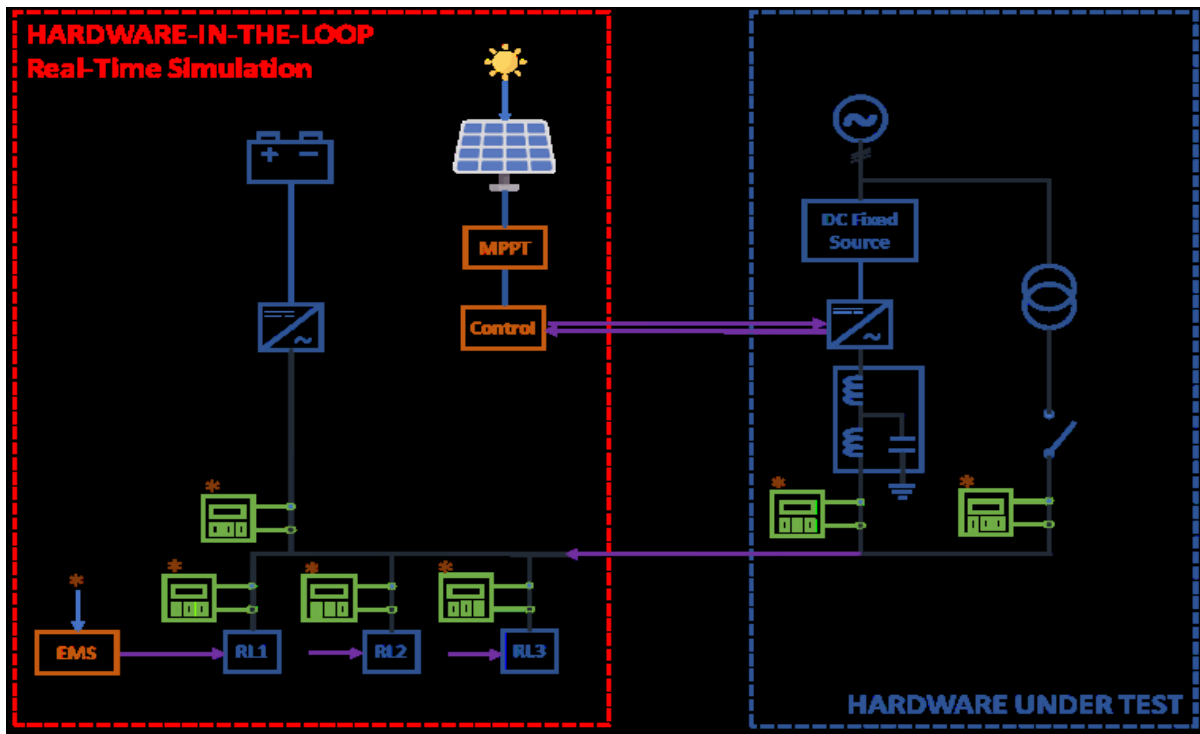 HARDWARE-IN-THE-LOOP
Real-Time Simulation
DC Fixed
Source
MPPT
Control
*
*
*
*
*
*
*
EMS
RL1
RL2
RL3
HARDWARE UNDER TEST